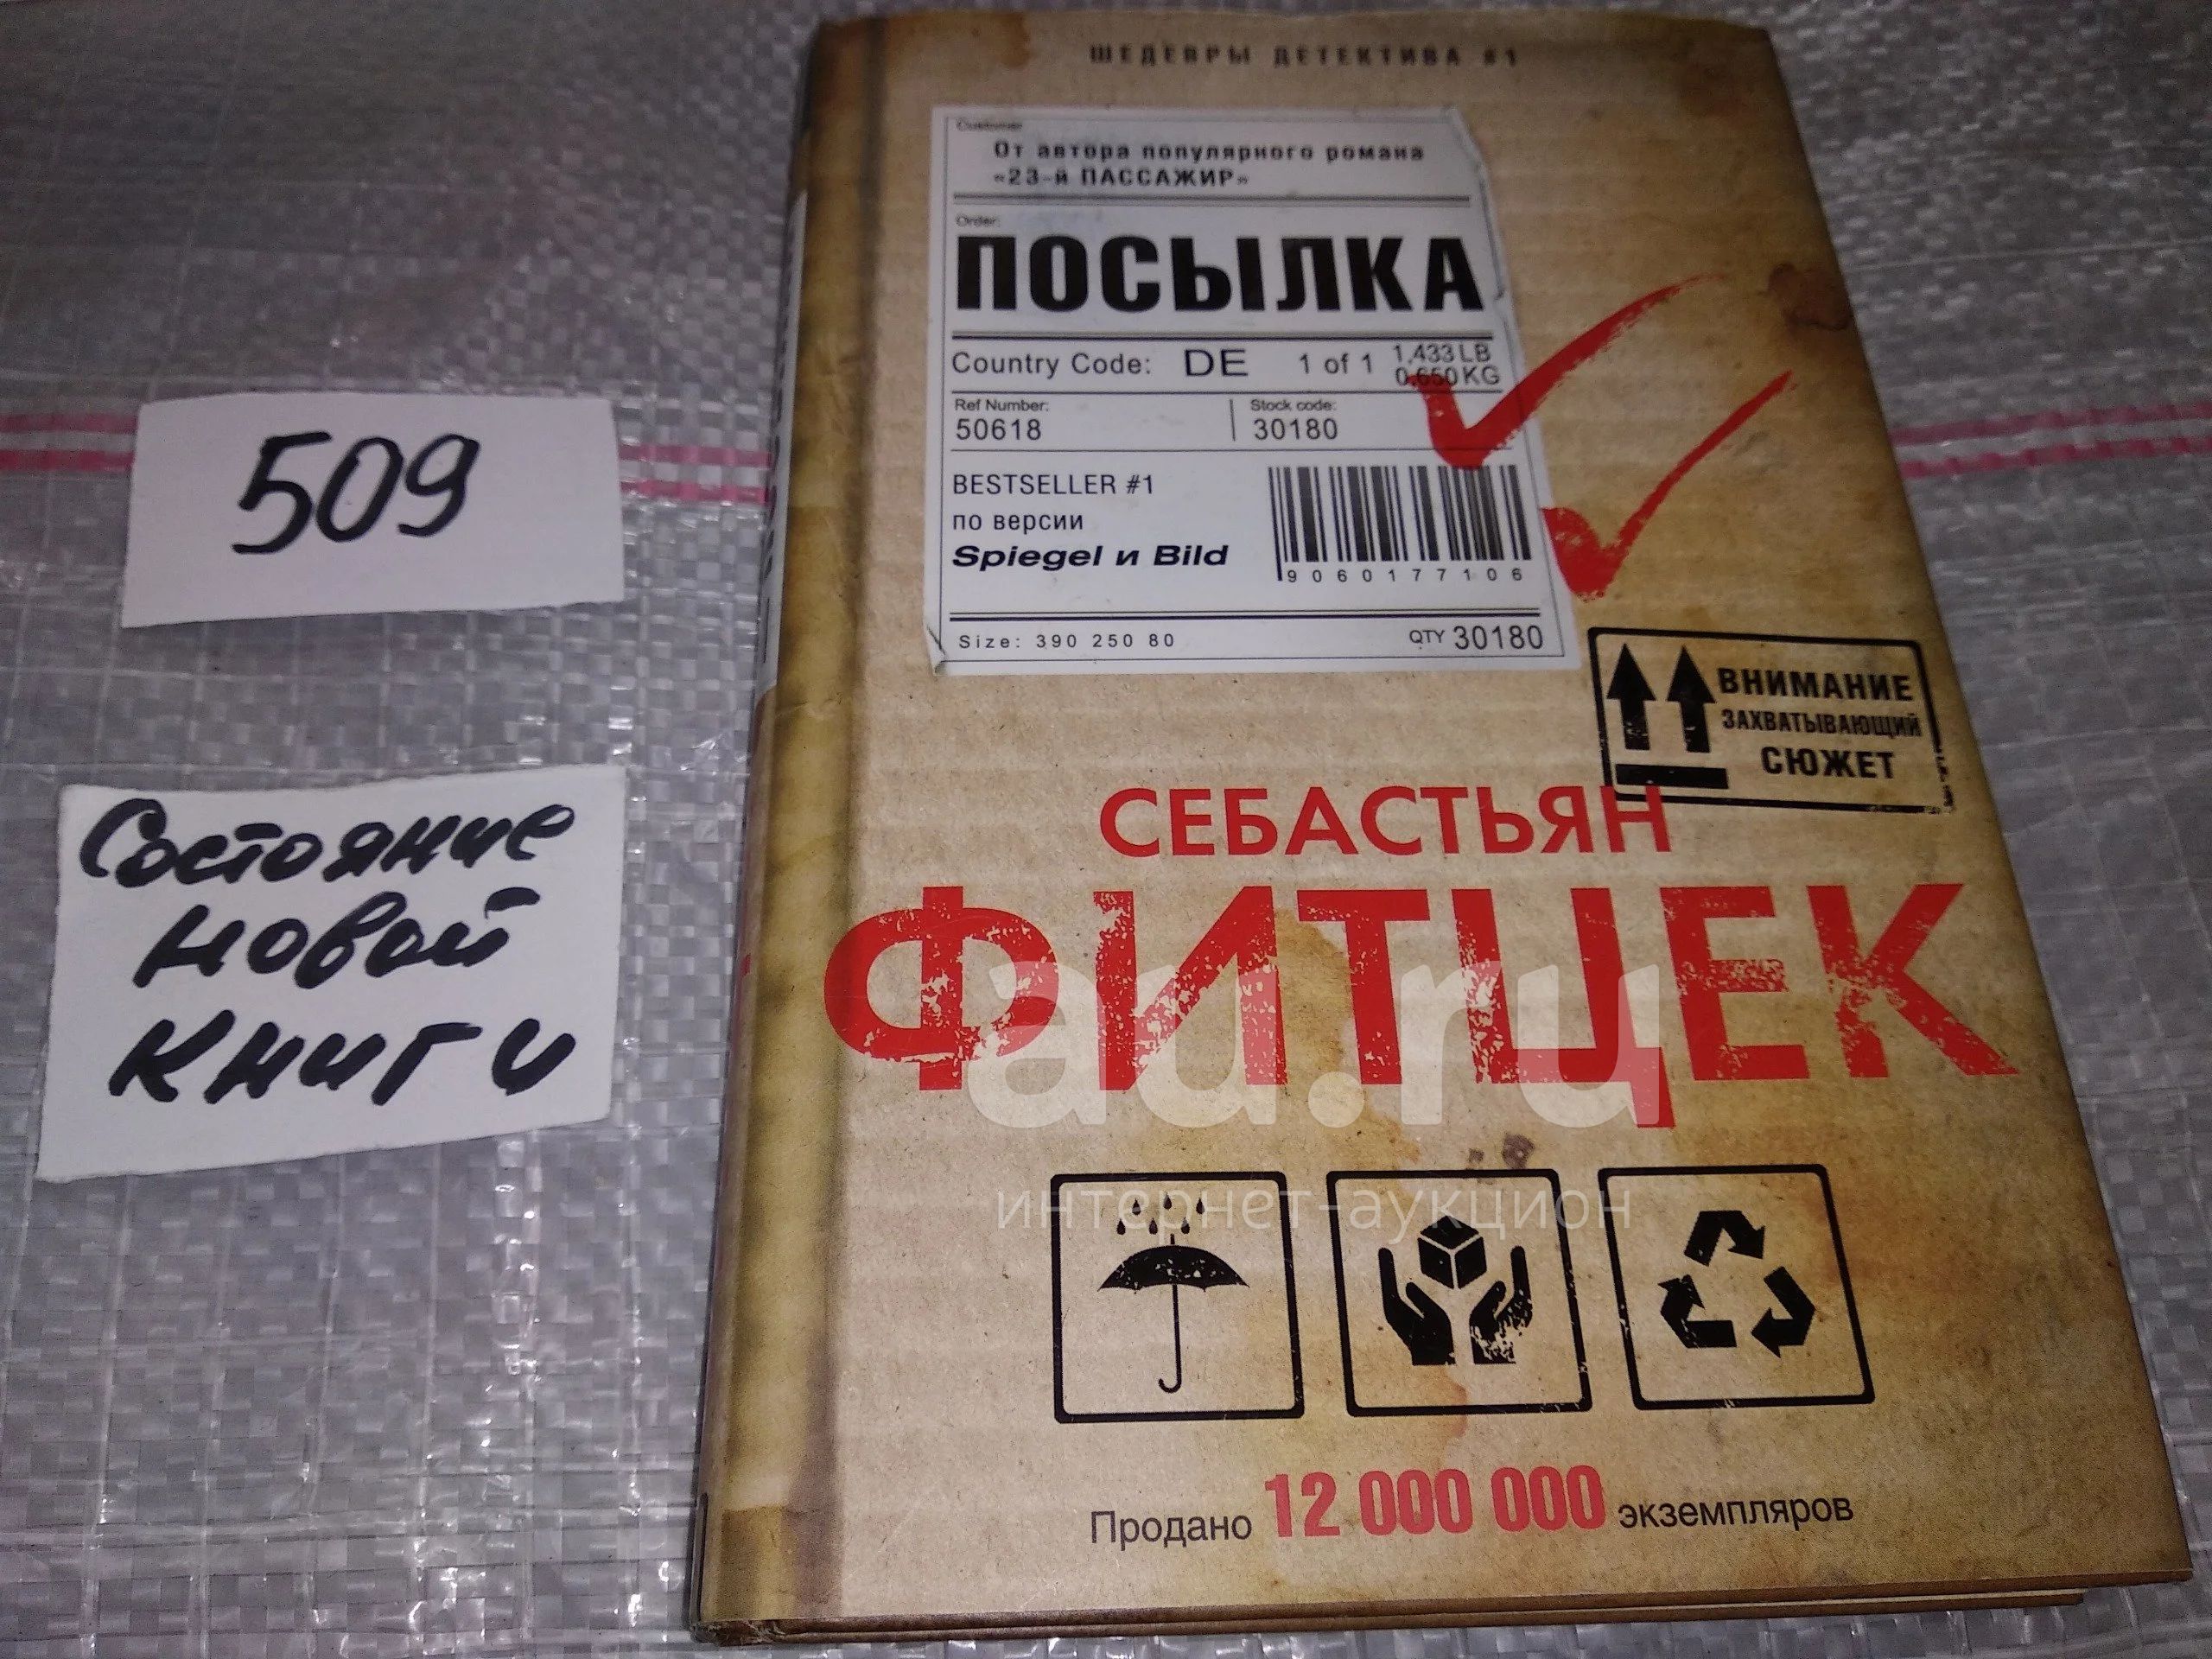 ШЕДЕВРЫ ДЕТЕКТИВА #1
Customer
От автора популярного романа
«23-й ПАССАЖИР»
Order:
ПОСЫЛКА
Country Code: DE 1 of 1 1,433 LB
0,650 KG
Ref Number: Stock code:
50618 30180
BESTSELLER #1
по версии
Spiegel и Bild
9060177106
Size: 390 250 80 QTY 30180
ВНИМАНИЕ
ЗАХВАТЫВАЮЩИЙ
СЮЖЕТ
СЕБАСТЬЯН
ФИТЦЕК
au.ru
интернет-аукцион
Продано 12 000 000 экземпляров
509
Состояние
новой
книги